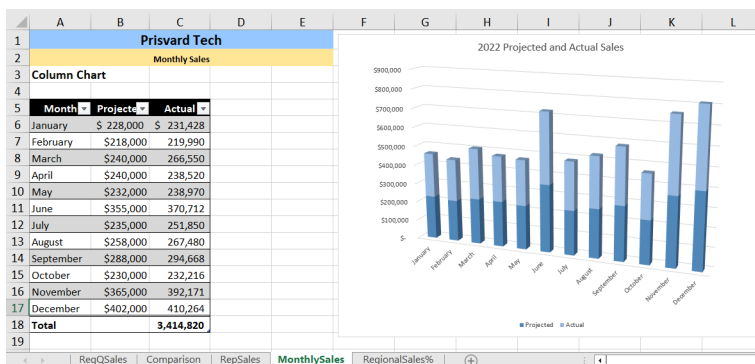 A B C D E F G H I J K L
1 Prisvard Tech
2 Monthly Sales
3 Column Chart
4
5 Month Projecte Actual
6 January $ 228,000 $ 231,428
7 February $218,000 219,990
8 March $240,000 266,550
9 April $240,000 238,520
10 May $232,000 238,970
11 June $355,000 370,712
12 July $235,000 251,850
13 August $258,000 267,480
14 September $288,000 294,668
15 October $230,000 232,216
16 November $365,000 392,171
17 December $402,000 410,264
18 Total 3,414,820
19
2022 Projected and Actual Sales
$900,000
$800,000
$700,000
$600,000
$500,000
$400,000
$300,000
$200,000
$100,000
$-
January February March April May June July August September October November December
Projected Actual
RegQSales Comparison RepSales MonthlySales RegionalSales%